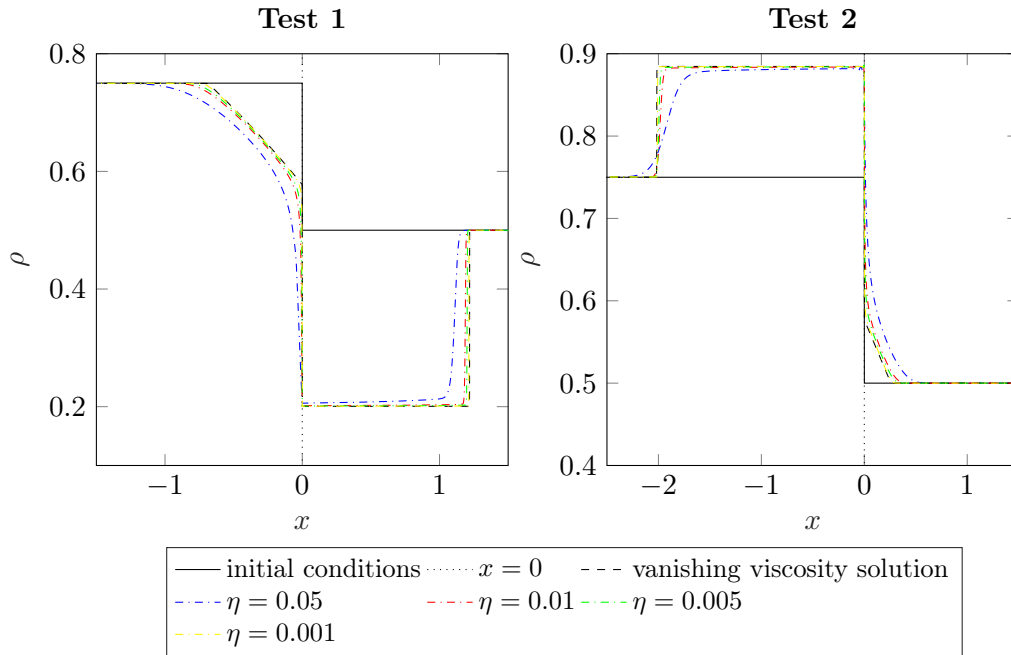 Test 1
Test 2
0.8
0.6
0.4
0.2
ρ
−1
0
1
x
0.9
0.8
0.7
0.6
0.5
0.4
ρ
−2
−1
0
1
x
initial conditions
x = 0
vanishing viscosity solution
η = 0.05
η = 0.01
η = 0.005
η = 0.001